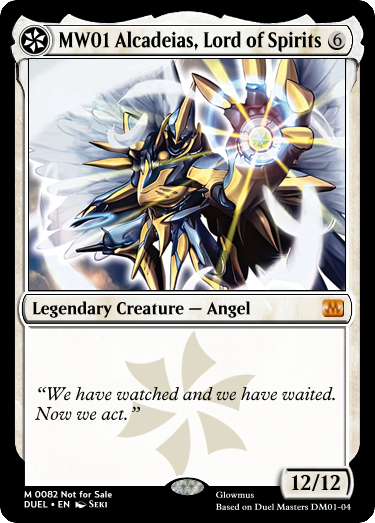 MW01 Alcadeias, Lord of Spirits 6
Legendary Creature — Angel
“We have watched and we have waited.
Now we act.”
12/12
M 0082 Not for Sale
DUEL • EN SEKI
Glowmus
Based on Duel Masters DM01-04